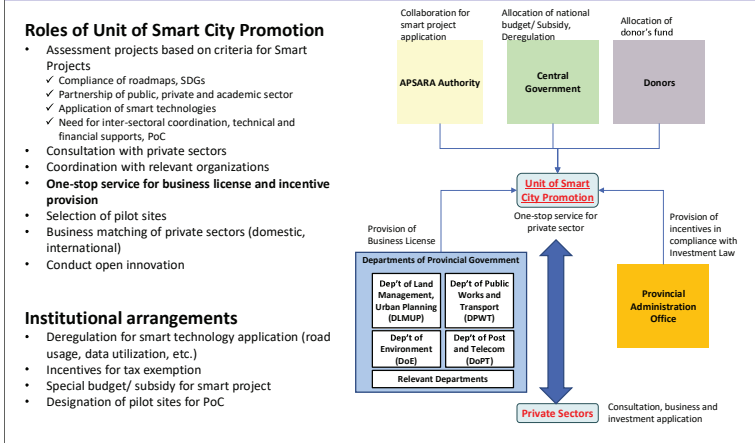 Roles of Unit of Smart City Promotion
• Assessment projects based on criteria for Smart
Projects
✓ Compliance of roadmaps, SDGs
✓ Partnership of public, private and academic sector
✓ Application of smart technologies
✓ Need for inter-sectoral coordination, technical and
financial supports, PoC
• Consultation with private sectors
• Coordination with relevant organizations
• One-stop service for business license and incentive
provision
• Selection of pilot sites
• Business matching of private sectors (domestic,
international)
• Conduct open innovation
Institutional arrangements
• Deregulation for smart technology application (road
usage, data utilization, etc.)
• Incentives for tax exemption
• Special budget/ subsidy for smart project
• Designation of pilot sites for PoC
Collaboration for
smart project
application
Allocation of national
budget/ Subsidy,
Deregulation
Allocation of
donor's fund
APSARA Authority
Central
Government
Donors
Unit of Smart
City Promotion
One-stop service for
private sector
Provision of
Business License
Provision of
incentives in
compliance with
Investment Law
Departments of Provincial Government
Dep't of Land
Management,
Urban Planning
(DLMUP)
Dep't of Public
Works and
Transport
(DPWT)
Dep't of
Environment
(DoE)
Dep't of Post
and Telecom
(DoPT)
Relevant Departments
Provincial
Administration
Office
Private Sectors
Consultation, business and
investment application